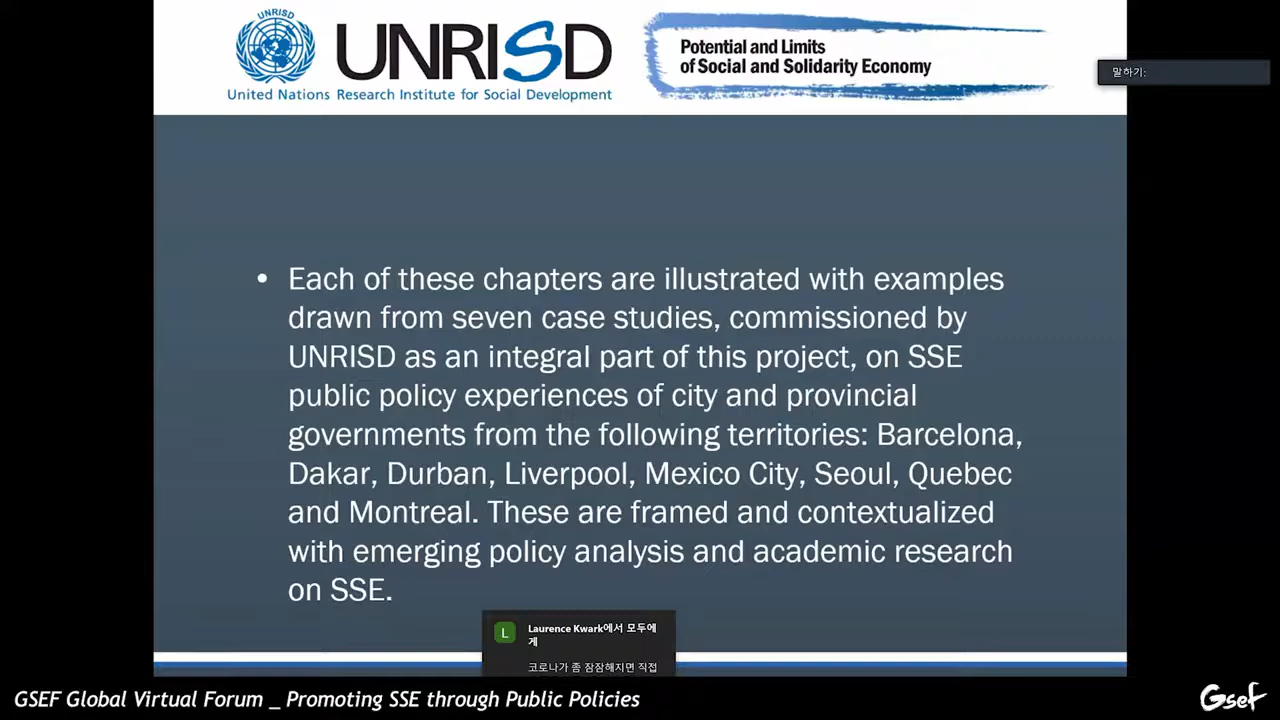 UNRISD
UNRISD
United Nations Research Institute for Social Development
Potential and Limits
of Social and Solidarity Economy
말하기:
• Each of these chapters are illustrated with examples
drawn from seven case studies, commissioned by
UNRISD as an integral part of this project, on SSE
public policy experiences of city and provincial
governments from the following territories: Barcelona,
Dakar, Durban, Liverpool, Mexico City, Seoul, Quebec
and Montreal. These are framed and contextualized
with emerging policy analysis and academic research
on SSE.
L
Laurence Kwark에서 모두에
게
코로나가 좀 잠잠해지면 직접
GSEF Global Virtual Forum _ Promoting SSE through Public Policies
Gsef